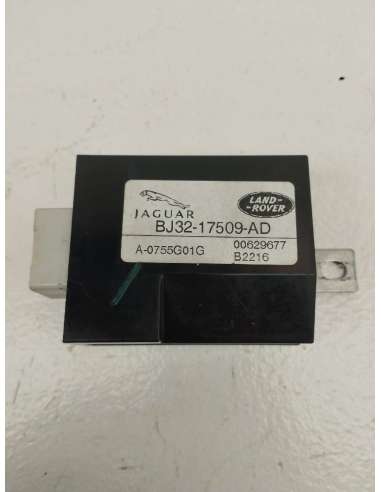 JAGUAR
LAND-
-ROVER
BJ32-17509-AD
A-0755G01G 00629677
B2216